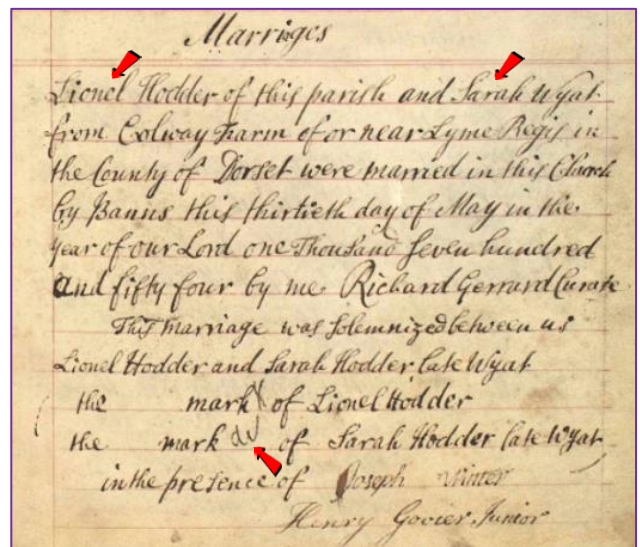 Marriges
Lionel Hodder of this parish and Sarah Wyat
from Colway Farm of or near Lyme Regis in
the County of Dorset were married in this Church
by Banns this thirtieth day of May in the
year of our Lord one Thousand Seven hundred
and fifty four by me Richard Gerrard Curate
This Marriage was Solemnized between us
Lionel Hodder and Sarah Hodder late Wyat
the mark X of Lionel Hodder
the mark of Sarah Hodder late Wyat
in the presence of Joseph Winter
Henry Govier Junior